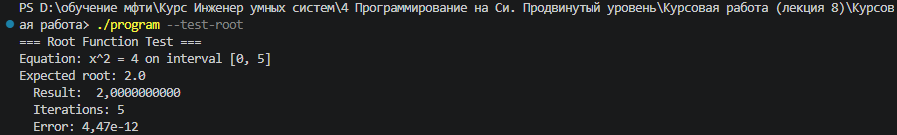 PS D:\обучение мфти\Курс Инженер умных систем\4 Программирование на Си. Продвинутый уровень\Курсовая работа (лекция 8)\Курсов
ая работа> ./program --test-root
=== Root Function Test ===
Equation: x^2 = 4 on interval [0, 5]
Expected root: 2.0
  Result:  2,0000000000
  Iterations: 5
  Error: 4,47e-12